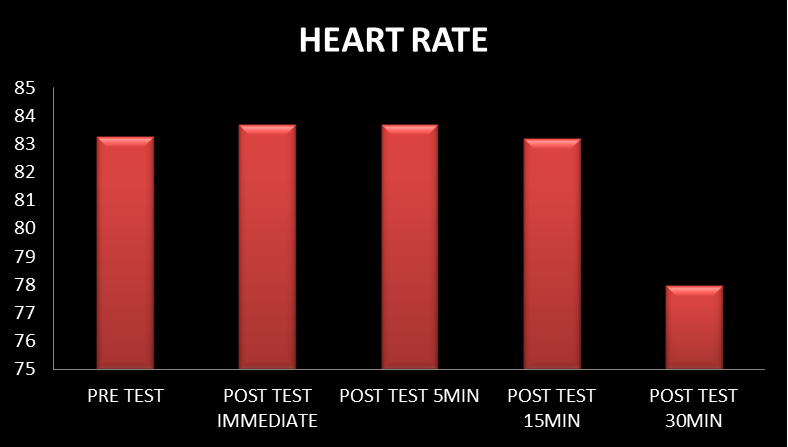 HEART RATE
85
84
83
82
81
80
79
78
77
76
75
PRE TEST
POST TEST
IMMEDIATE
POST TEST 5MIN
POST TEST
15MIN
POST TEST
30MIN